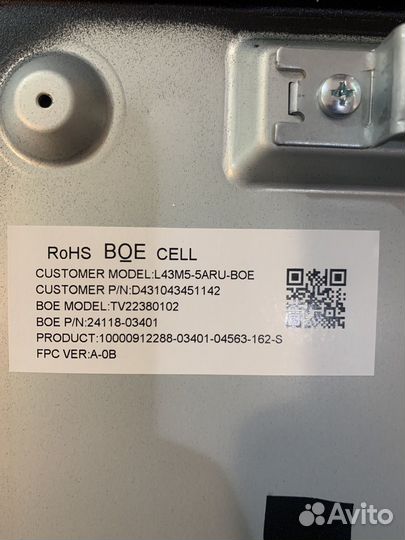 RoHS BOE CELL
CUSTOMER MODEL:L43M5-5ARU-BOE
CUSTOMER P/N:D431043451142
BOE MODEL:TV22380102
BOE P/N:24118-03401
PRODUCT:10000912288-03401-04563-162-S
FPC VER:A-0B
Avito